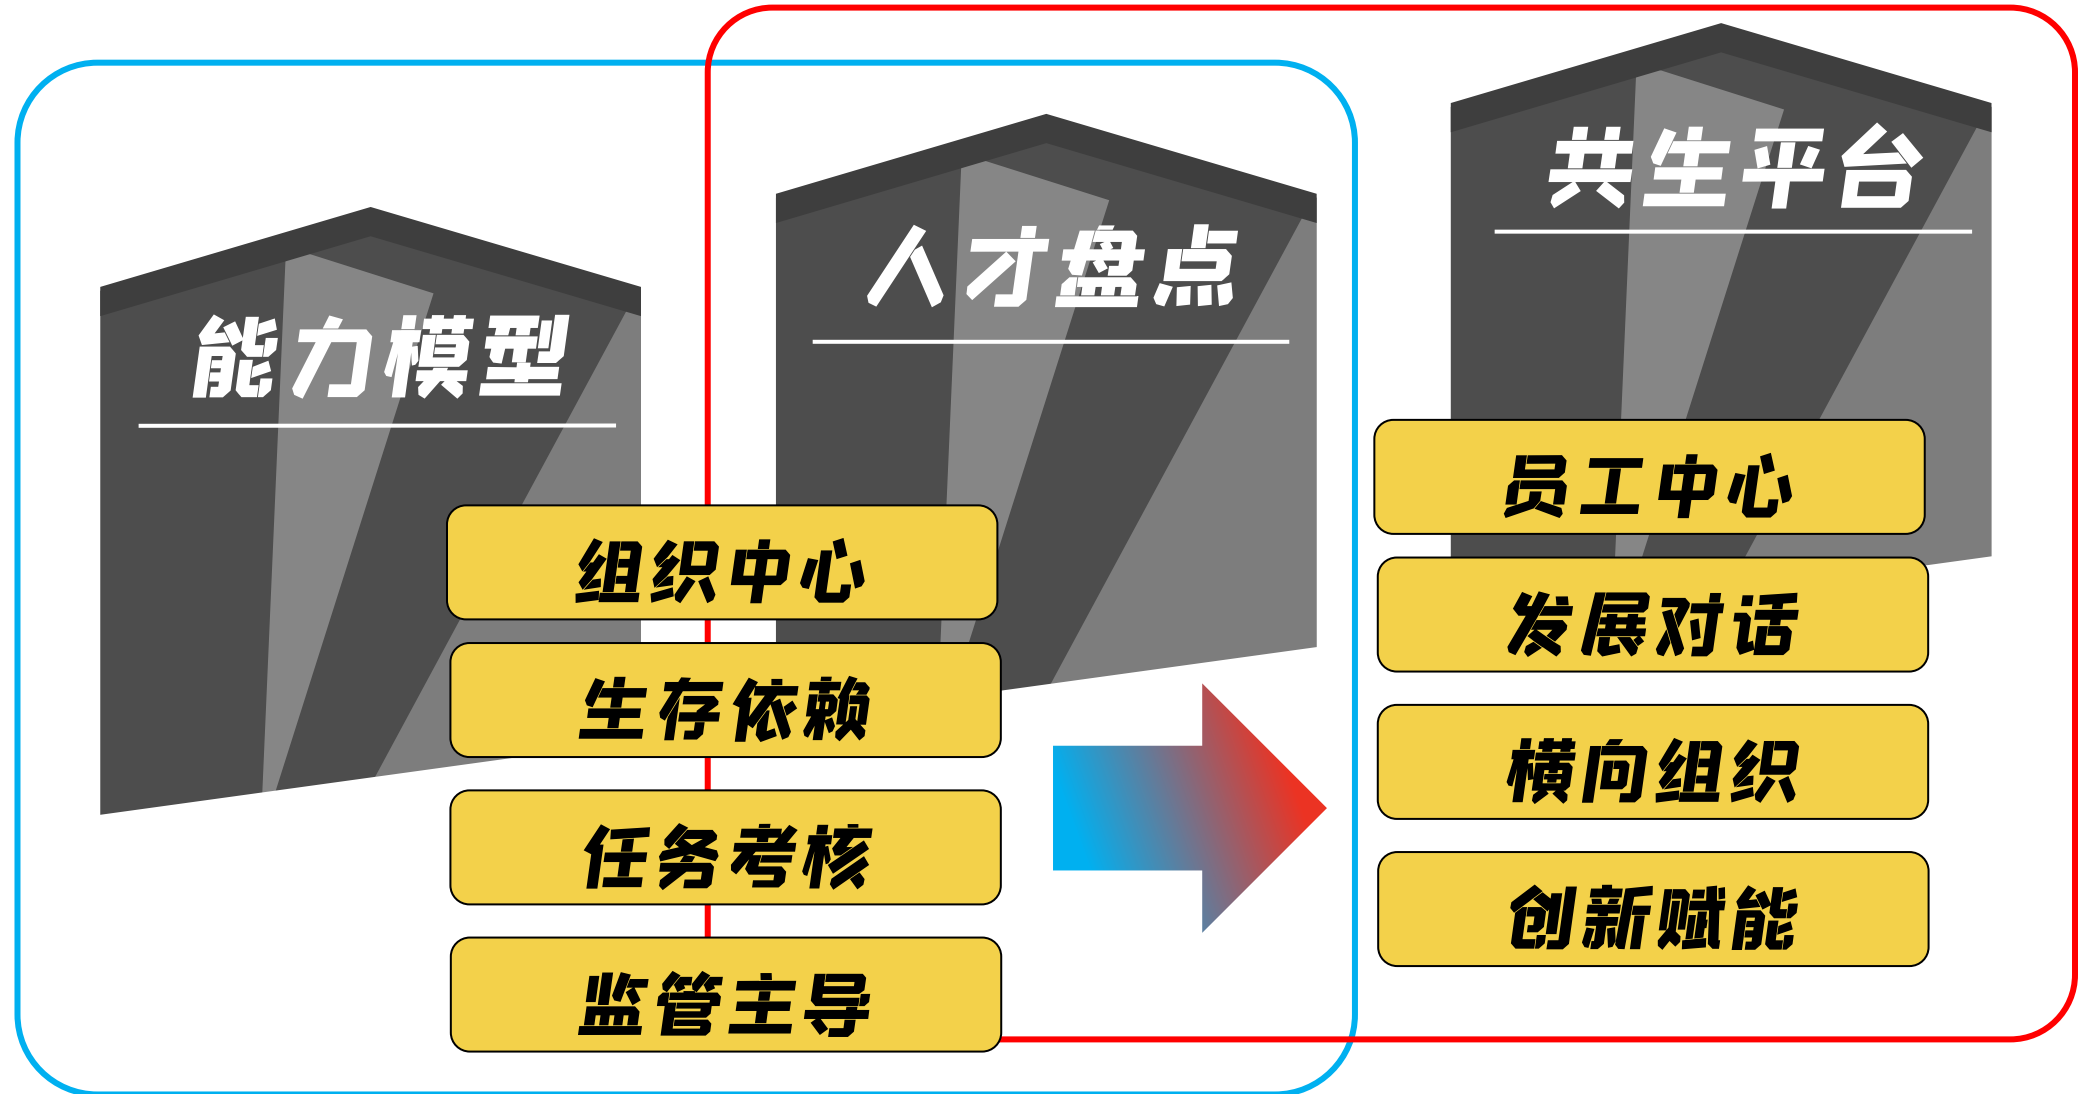 能力模型
人才盘点
共生平台
组织中心
生存依赖
任务考核
监管主导
员工中心
发展对话
横向组织
创新赋能